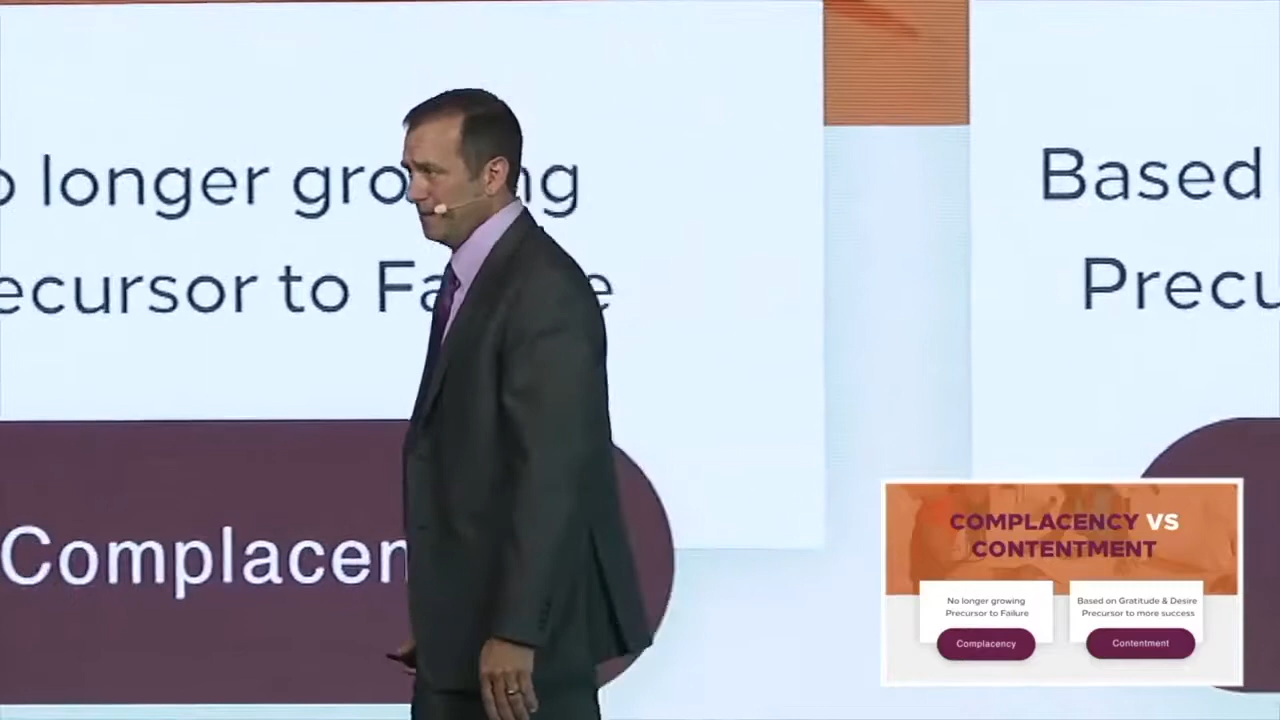 o longer gro ng
ecursor to Fa e
Complacen
Based
Precu
COMPLACENCY VS
CONTENTMENT
No longer growing
Precursor to Failure
Complacency
Based on Gratitude & Desire
Precursor to more success
Contentment